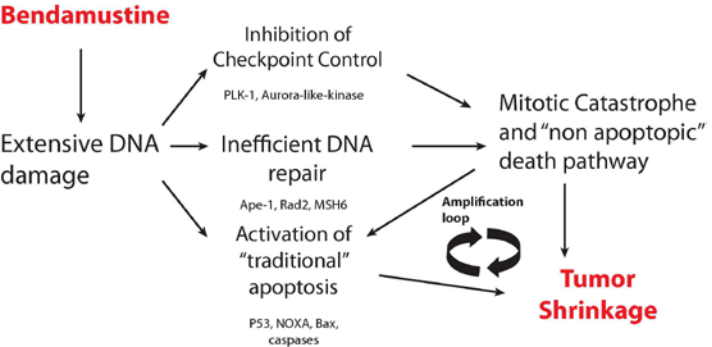 Bendamustine
Inhibition of
Checkpoint Control
PLK-1, Aurora-like-kinase
Extensive DNA
damage
Inefficient DNA
repair
Ape-1, Rad2, MSH6
Mitotic Catastrophe
and “non apoptopic”
death pathway
Activation of
“traditional”
apoptosis
P53, NOXA, Bax,
caspases
Amplification
loop
Tumor
Shrinkage